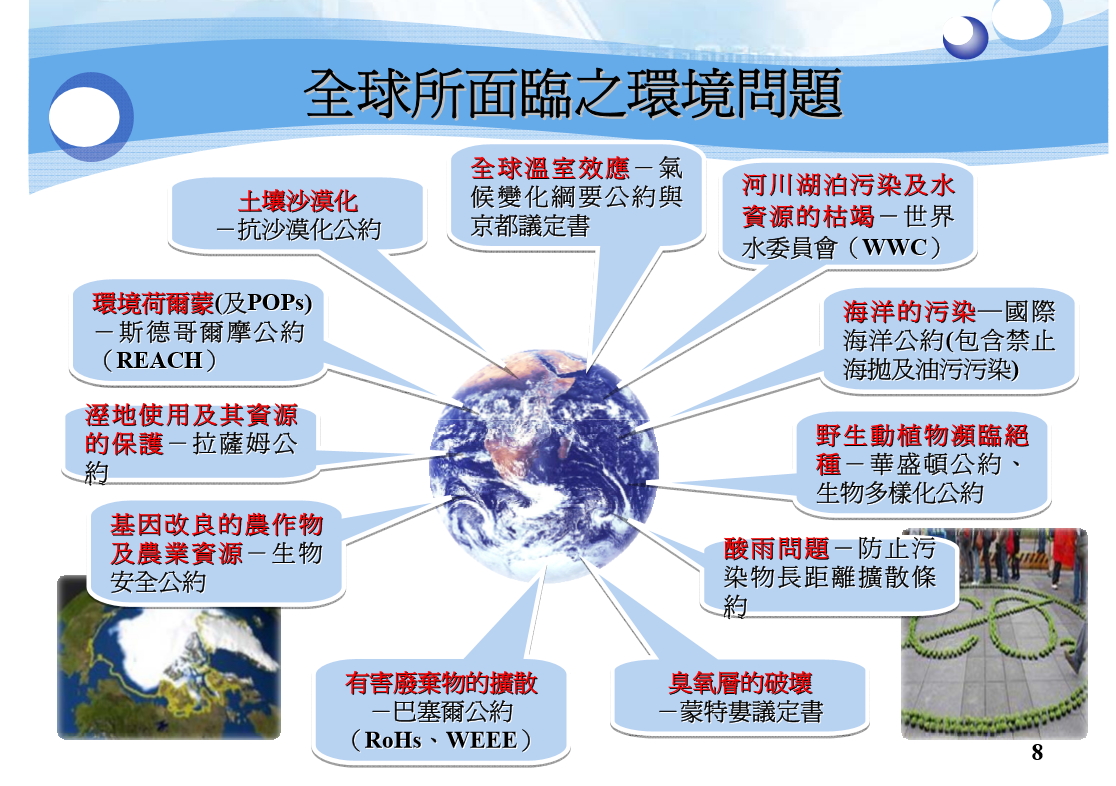 全球所面臨之環境問題
土壤沙漠化
－抗沙漠化公約
全球溫室效應－氣
候變化綱要公約與
京都議定書
河川湖泊污染及水
資源的枯竭－世界
水委員會（WWC）
環境荷爾蒙(及POPs)
－斯德哥爾摩公約
（REACH）
海洋的污染—國際
海洋公約(包含禁止
海拋及油污污染)
溼地使用及其資源
的保護－拉薩姆公
約
野生動植物瀕臨絕
種－華盛頓公約、
生物多樣化公約
基因改良的農作物
及農業資源－生物
安全公約
酸雨問題－防止污
染物長距離擴散條
約
有害廢棄物的擴散
－巴塞爾公約
（RoHs、WEEE）
臭氧層的破壞
－蒙特婁議定書
CO₂
8